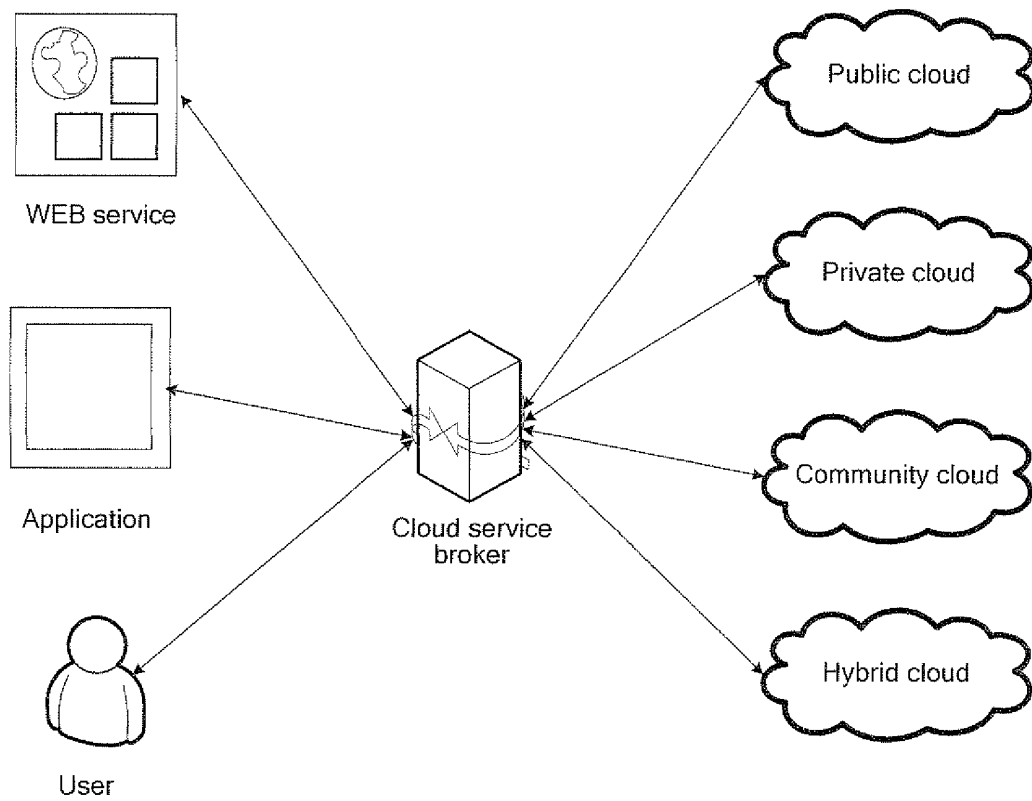 Public cloud
WEB service
Private cloud
Application
Cloud service
broker
Community cloud
Hybrid cloud
User